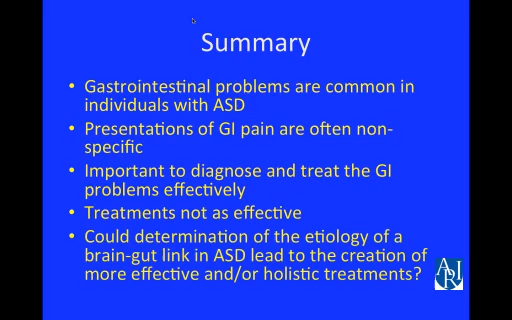 Summary
• Gastrointestinal problems are common in
individuals with ASD
• Presentations of GI pain are often non-
specific
• Important to diagnose and treat the GI
problems effectively
• Treatments not as effective
• Could determination of the etiology of a
brain-gut link in ASD lead to the creation of
more effective and/or holistic treatments?